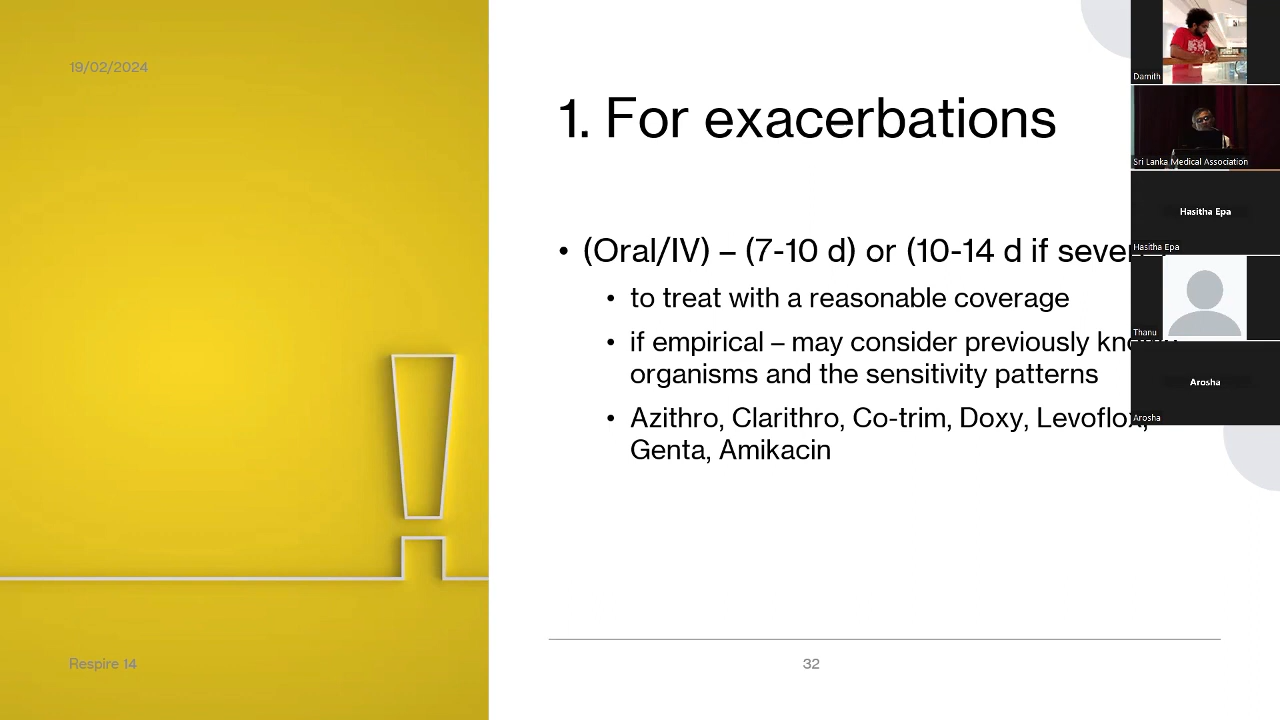 19/02/2024
1. For exacerbations
• (Oral/IV) – (7-10 d) or (10-14 d if
• to treat with a reasonable coverage
• if empirical – may consider previously
organisms and the sensitivity patterns
• Azithro, Clarithro, Co-trim, Doxy, Levoflox,
Genta, Amikacin
Respire 14
32
Damith
Sri Lanka Medical Association
Hasitha Epa
Hasitha Epa
Thanu
Arosha
Arosha